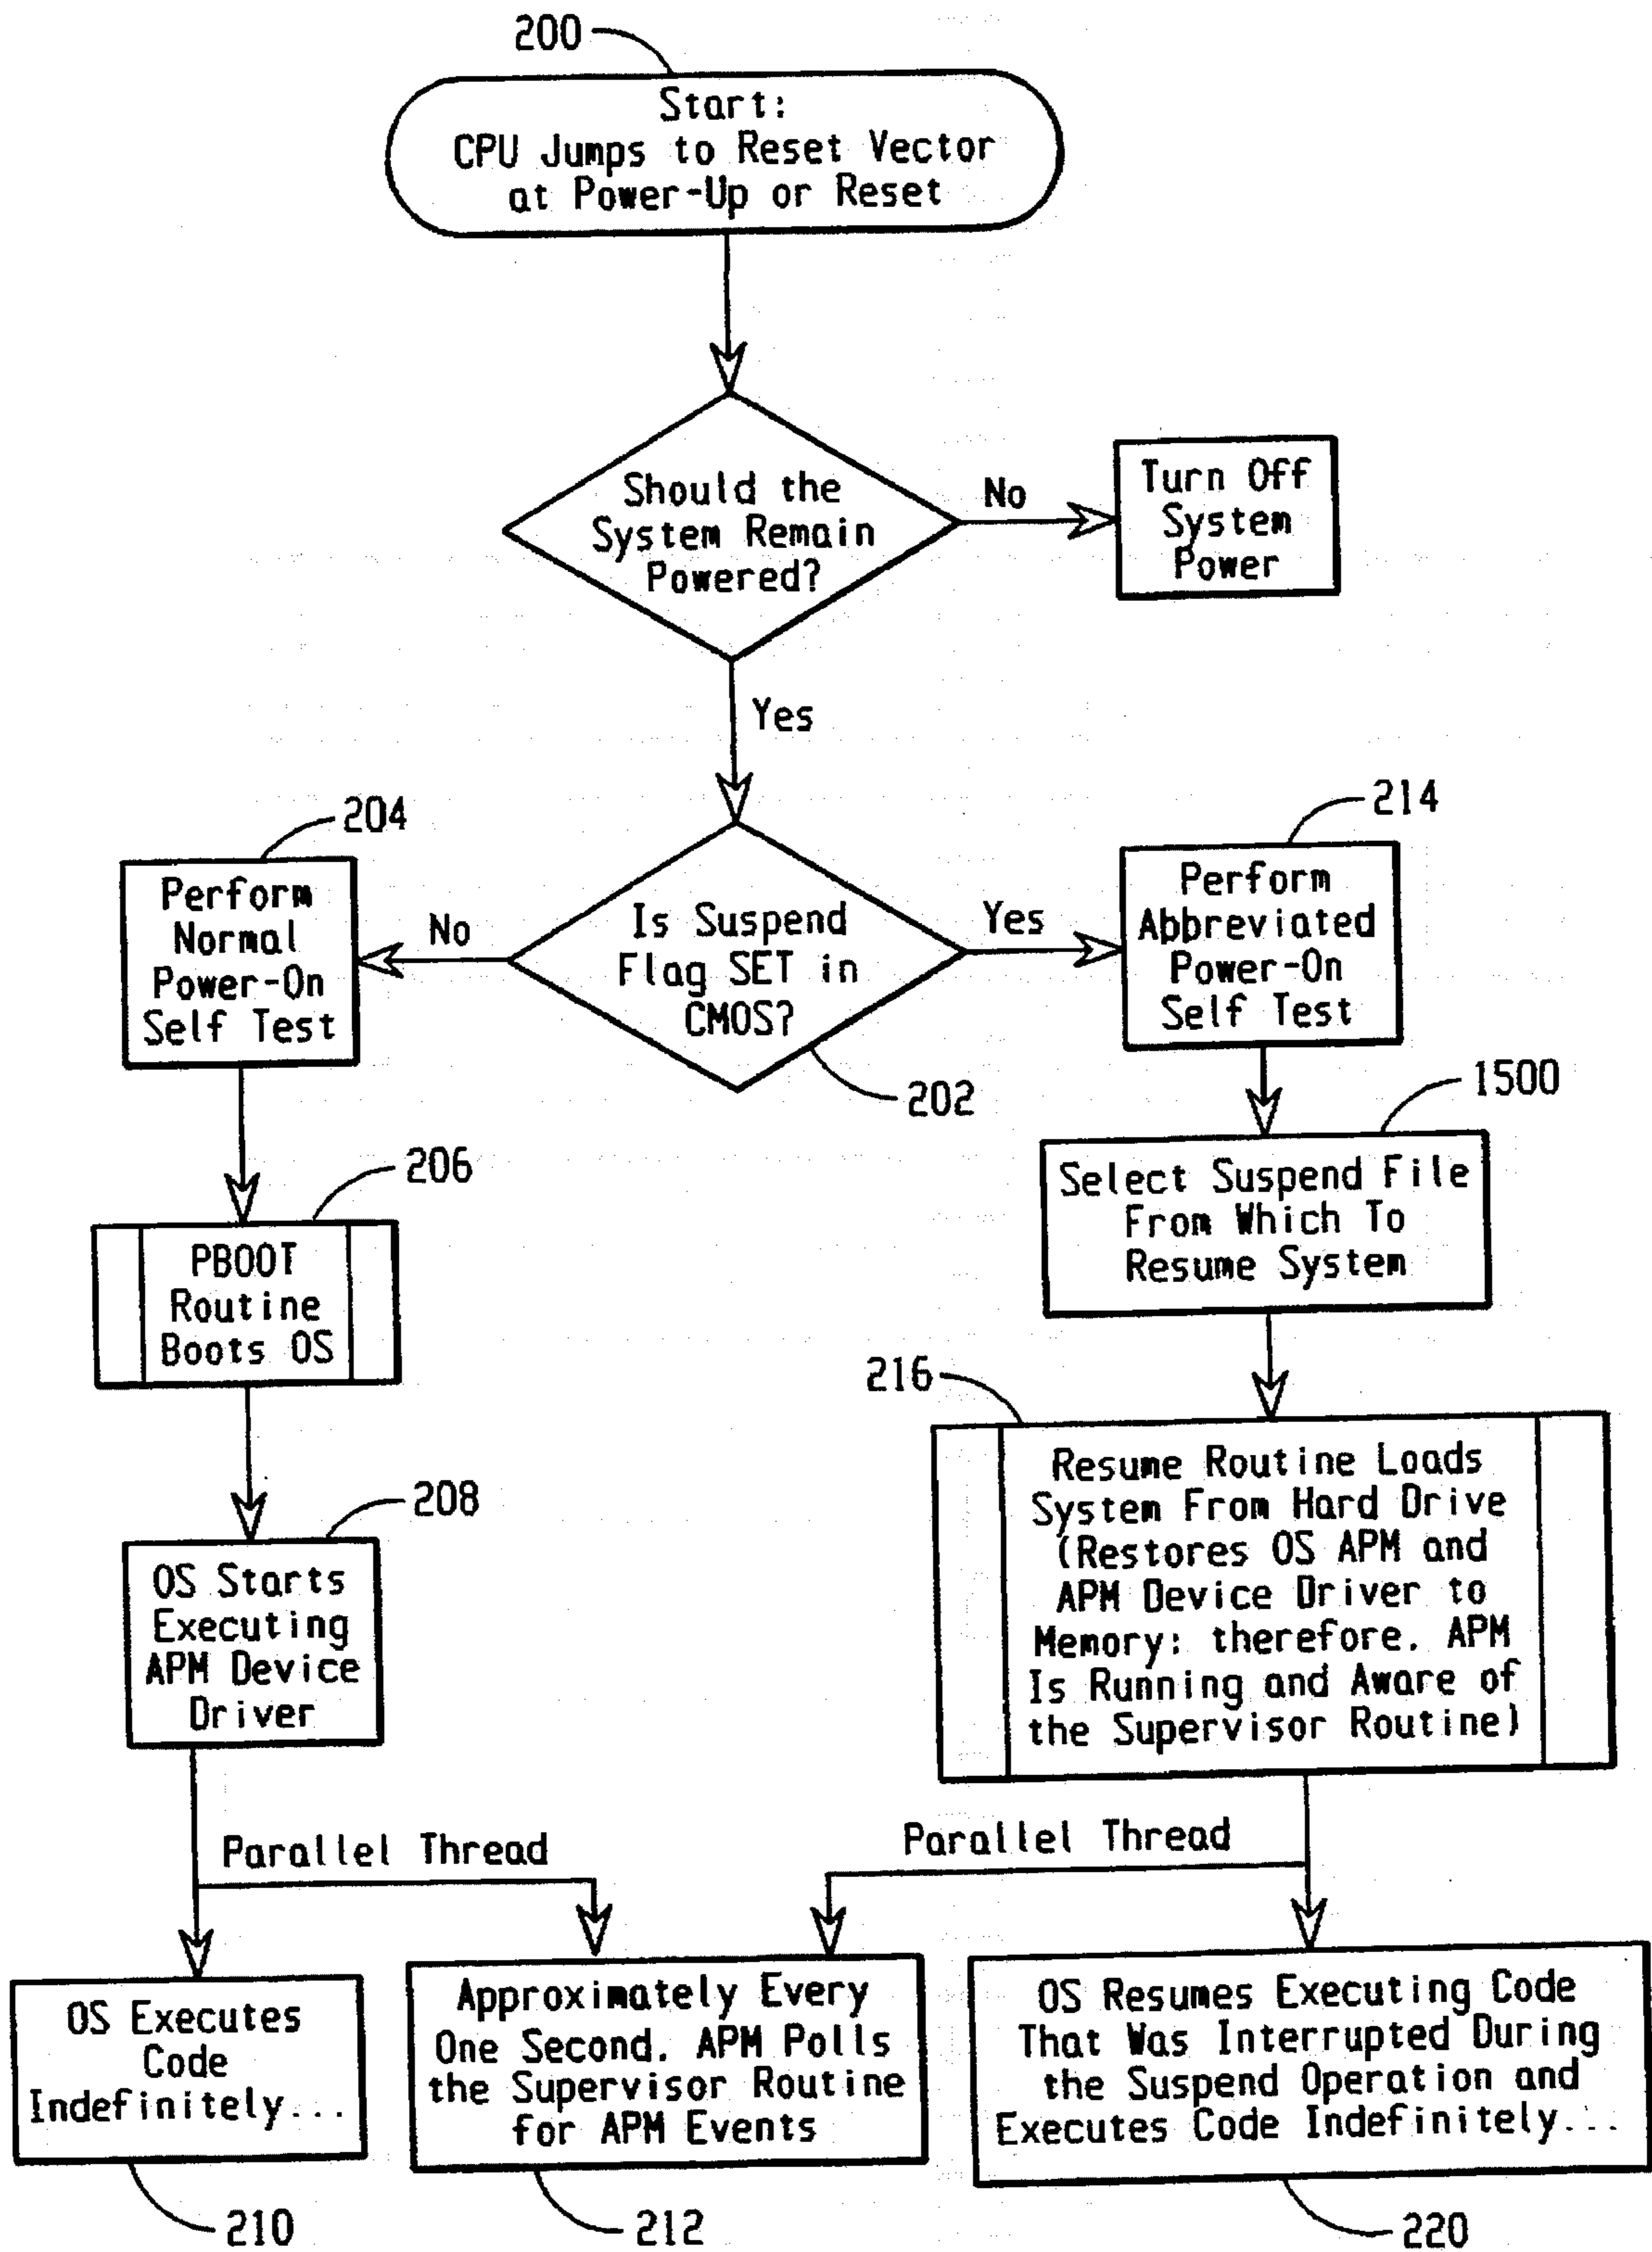 200
Start:
CPU Jumps to Reset Vector
at Power-Up or Reset
Should the
System Remain
Powered?
No
Turn Off
System
Power
Yes
204
Perform
Normal
Power-On
Self Test
No
Is Suspend
Flag SET in
CMOS?
202
Yes
214
Perform
Abbreviated
Power-On
Self Test
1500
Select Suspend File
From Which To
Resume System
206
PBOOT
Routine
Boots OS
216
Resume Routine Loads
System From Hard Drive
(Restores OS APM and
APM Device Driver to
Memory; therefore, APM
Is Running and Aware of
the Supervisor Routine)
208
OS Starts
Executing
APM Device
Driver
Parallel Thread
Parallel Thread
OS Executes
Code
Indefinitely...
210
Approximately Every
One Second, APM Polls
the Supervisor Routine
for APM Events
212
OS Resumes Executing Code
That Was Interrupted During
the Suspend Operation and
Executes Code Indefinitely...
220